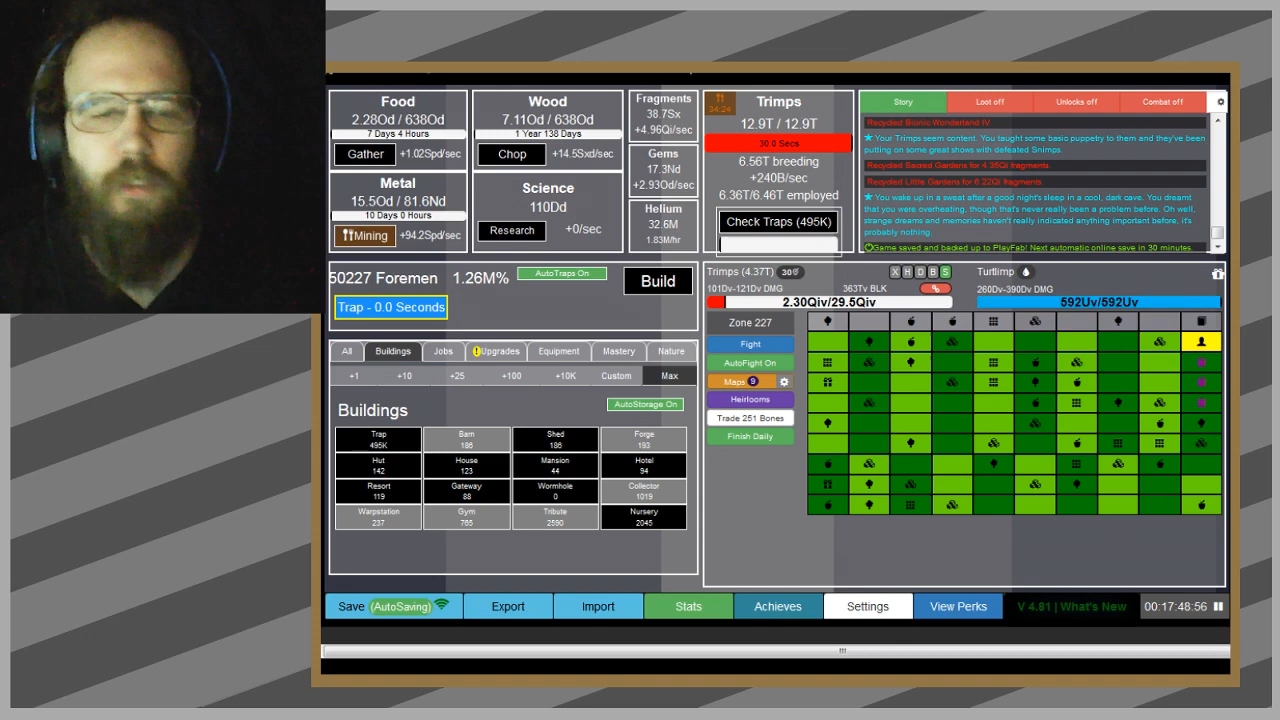 Food
2.28Od / 638Od
7 Days 4 Hours
Gather
+1.02Spd/sec
Wood
7.11Od / 638Od
1 Year 138 Days
Chop
+14.5Sxd/sec
Metal
15.5Od / 81.6Nd
10 Days 0 Hours
Mining
+94.2Spd/sec
Science
110Dd
Research
+0/sec
Fragments
38.7Sx
+4.96Qi/sec
Gems
17.3Nd
+2.93Od/sec
Helium
32.6M
1.83M/hr
34:24
Trimps
12.9T / 12.9T
30.0 Secs
6.56T breeding
+240B/sec
6.36T/6.46T employed
Check Traps (495K)
Story
Loot off
Unlocks off
Combat off
Recycled Bionic Wonderland IV
Your Trimps seem content. You taught some basic puppetry to them and they've been
putting on some great shows with defeated Snimps.
Recycled Sacred Gardens for 4.35Qi fragments.
Recycled Little Gardens for 6.22Qi fragments.
You wake up in a sweat after a good night's sleep in a cool, dark cave. You dreamt
that you were overheating, though that's never really been a problem before. Oh well,
strange dreams and memories haven't really indicated anything important before, it's
probably nothing.
Game saved and backed up to PlayFab! Next automatic online save in 30 minutes.
50227 Foremen
1.26M%
AutoTraps On
Build
Trap - 0.0 Seconds
All
Buildings
Jobs
! Upgrades
Equipment
Mastery
Nature
+1
+10
+25
+100
+10K
Custom
Max
Buildings
AutoStorage On
Trap
495K
Barn
186
Shed
186
Forge
193
Hut
142
House
123
Mansion
44
Hotel
94
Resort
119
Gateway
88
Wormhole
0
Collector
1019
Warpstation
237
Gym
765
Tribute
2590
Nursery
2045
Trimps (4.37T)
30
X H D B S
101Dv-121Dv DMG
363Tv BLK
2.30Qiv/29.5Qiv
Turtlimp
260Dv-390Dv DMG
592Uv/592Uv
Zone 227
Fight
AutoFight On
Maps 9
Heirlooms
Trade 251 Bones
Finish Daily
Save (AutoSaving)
Export
Import
Stats
Achieves
Settings
View Perks
V 4.81 | What's New
00:17:48:56